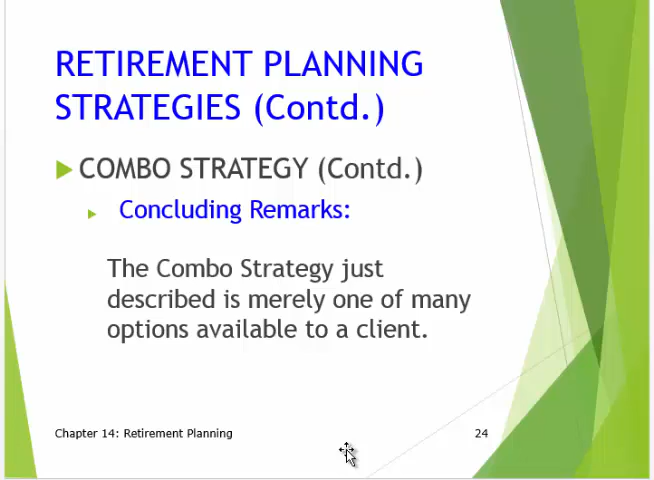 RETIREMENT PLANNING
STRATEGIES (Contd.)
COMBO STRATEGY (Contd.)
Concluding Remarks:
The Combo Strategy just
described is merely one of many
options available to a client.
Chapter 14: Retirement Planning 24